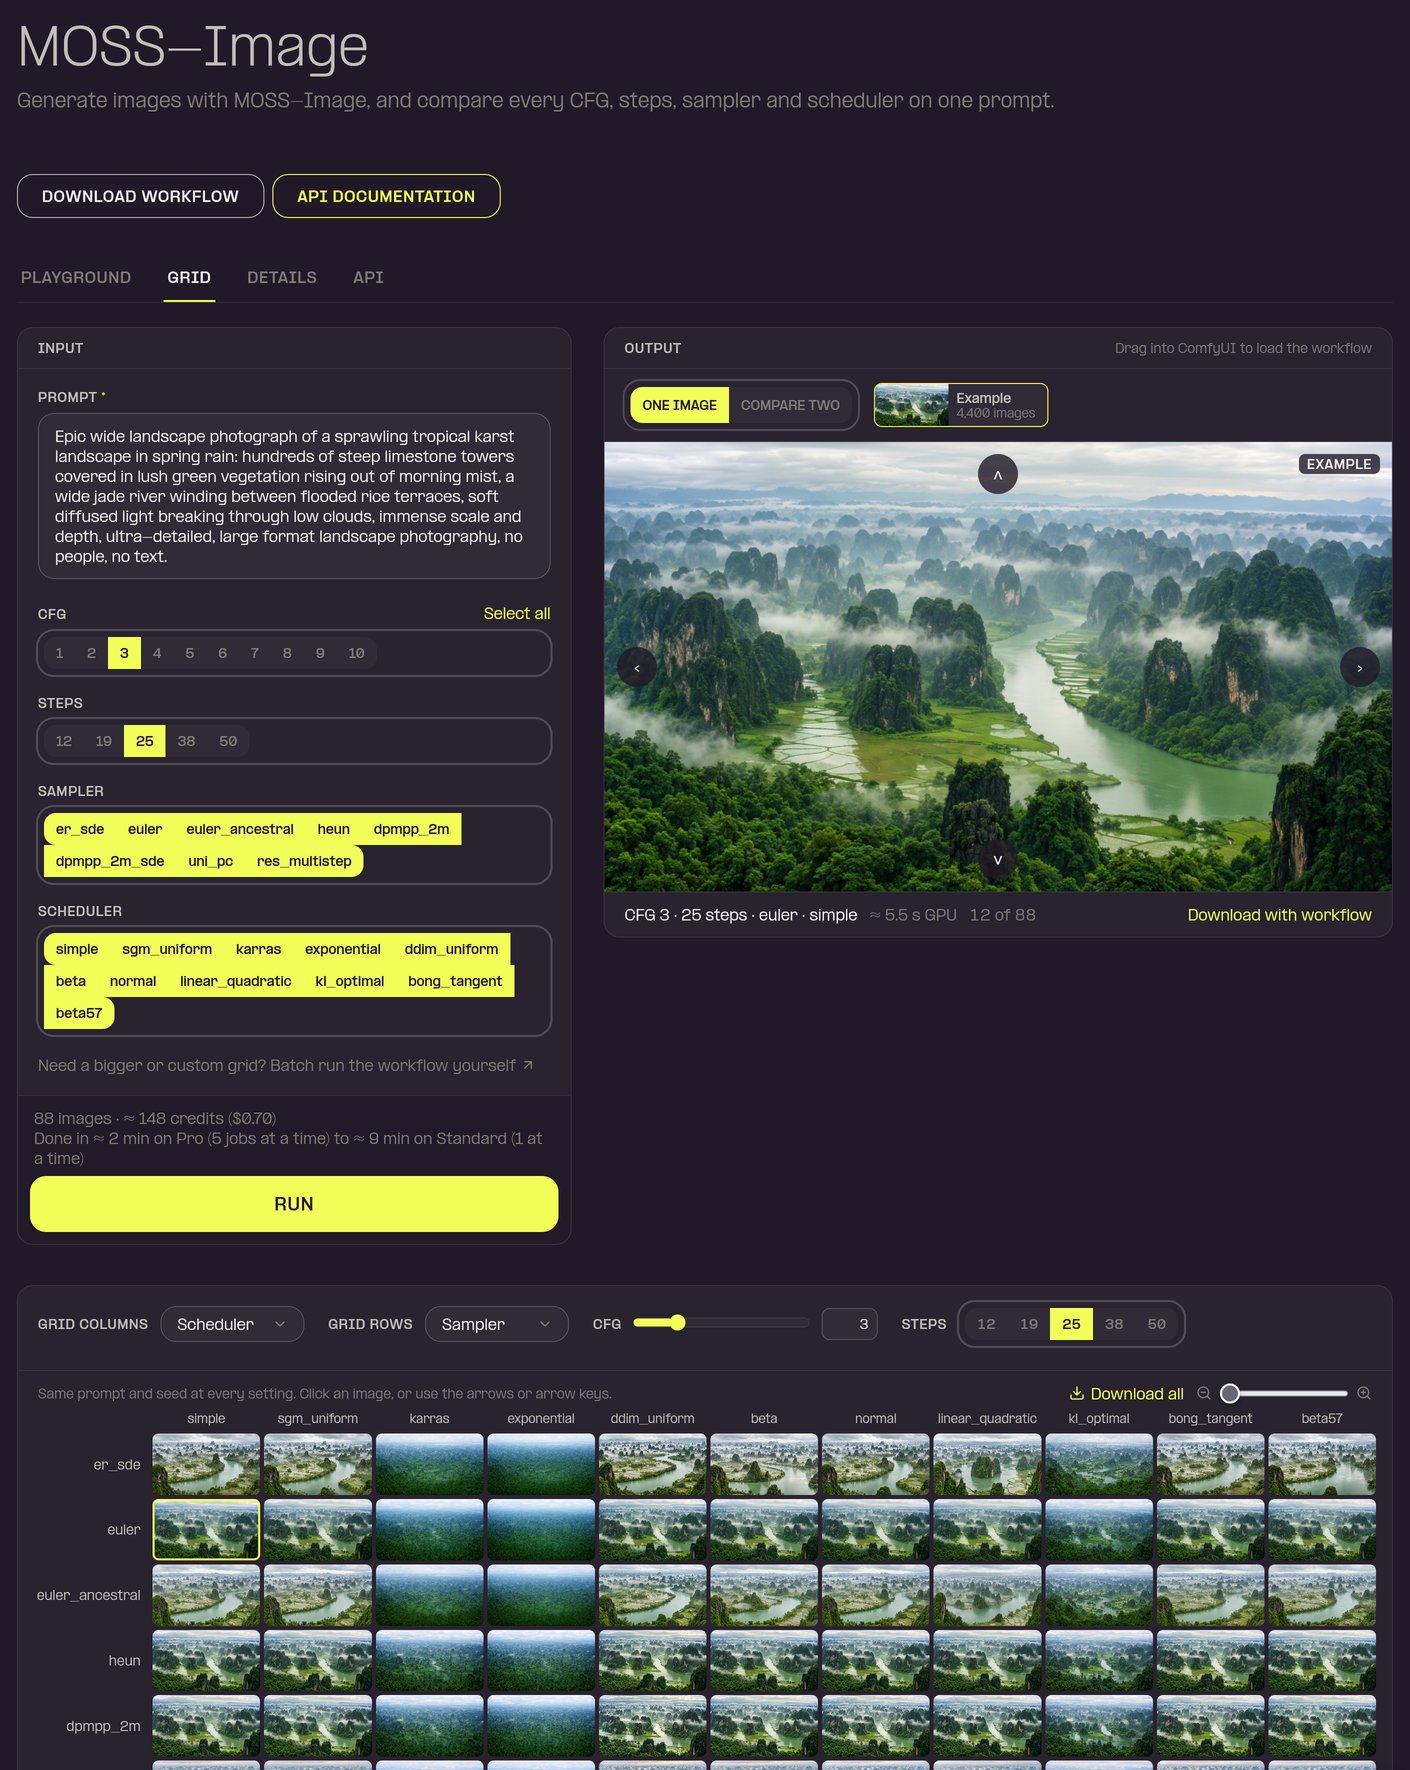 MOSS-Image
Generate images with MOSS-Image, and compare every CFG, steps, sampler and scheduler on one prompt.
DOWNLOAD WORKFLOW
API DOCUMENTATION
PLAYGROUND
GRID
DETAILS
API
INPUT
PROMPT *
Epic wide landscape photograph of a sprawling tropical karst
landscape in spring rain: hundreds of steep limestone towers
covered in lush green vegetation rising out of morning mist, a
wide jade river winding between flooded rice terraces, soft
diffused light breaking through low clouds, immense scale and
depth, ultra-detailed, large format landscape photography, no
people, no text.
CFG
Select all
1 2 3 4 5 6 7 8 9 10
STEPS
12 19 25 38 50
SAMPLER
er_sde euler euler_ancestral heun dpmpp_2m
dpmpp_2m_sde uni_pc res_multistep
SCHEDULER
simple sgm_uniform karras exponential ddim_uniform
beta normal linear_quadratic kl_optimal bong_tangent
beta57
Need a bigger or custom grid? Batch run the workflow yourself ↗
88 images · ≈ 148 credits ($0.70)
Done in ≈ 2 min on Pro (5 jobs at a time) to ≈ 9 min on Standard (1 at
a time)
RUN
OUTPUT
Drag into ComfyUI to load the workflow
ONE IMAGE
COMPARE TWO
Example
4,400 images
EXAMPLE
CFG 3 · 25 steps · euler · simple ≈ 5.5 s GPU 12 of 88
Download with workflow
GRID COLUMNS Scheduler
GRID ROWS Sampler
CFG 3
STEPS 12 19 25 38 50
Same prompt and seed at every setting. Click an image, or use the arrows or arrow keys.
Download all
simple sgm_uniform karras exponential ddim_uniform beta normal linear_quadratic kl_optimal bong_tangent beta57
er_sde
euler
euler_ancestral
heun
dpmpp_2m